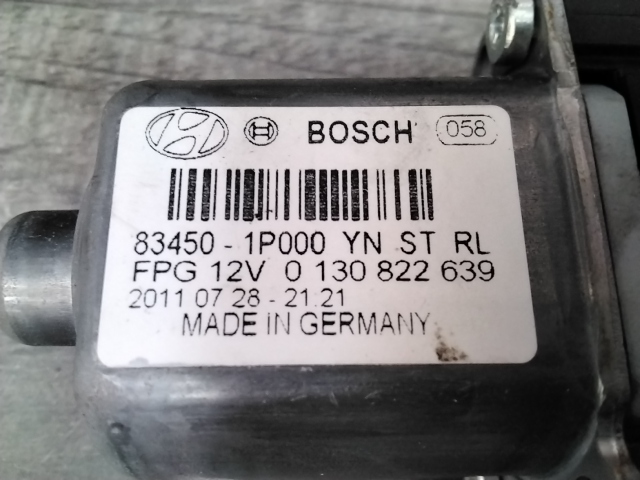 BOSCH 058
83450-1P000 YN ST RL
FPG 12V 0 130 822 639
2011 07 28 - 21:21
MADE IN GERMANY